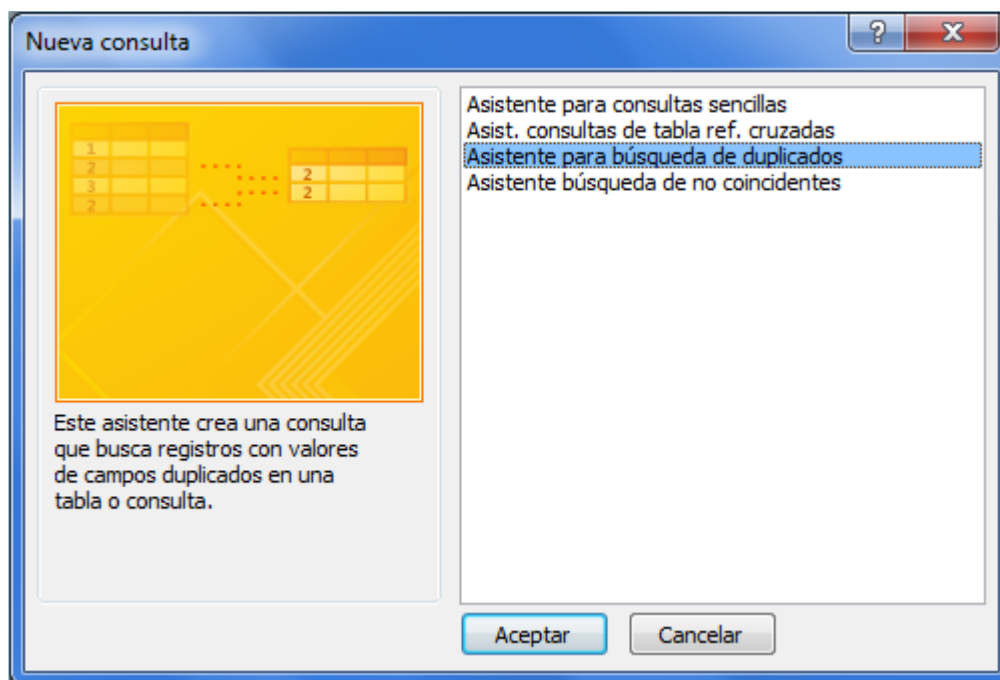 Nueva consulta
?
X
1
2
3
2
2
2
Este asistente crea una consulta
que busca registros con valores
de campos duplicados en una
tabla o consulta.
Asistente para consultas sencillas
Asist. consultas de tabla ref. cruzadas
Asistente para búsqueda de duplicados
Asistente búsqueda de no coincidentes
Aceptar
Cancelar